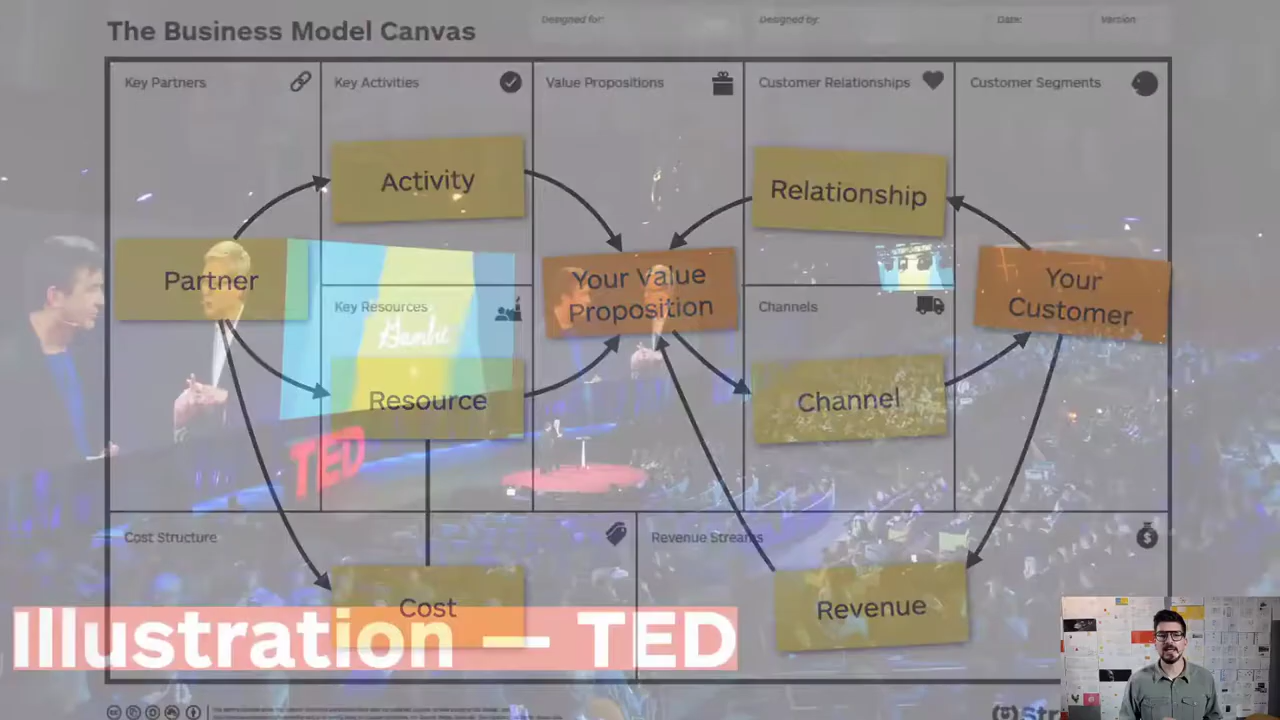 The Business Model Canvas
Designed for:
Designed by:
Date:
Version
Key Partners
Key Activities
Value Propositions
Customer Relationships
Customer Segments
Activity
Relationship
Partner
Your Value
Proposition
Your
Customer
Key Resources
Channels
Gambit
Resource
Channel
TED
Cost Structure
Revenue Streams
Cost
Revenue
Illustration — TED
Str